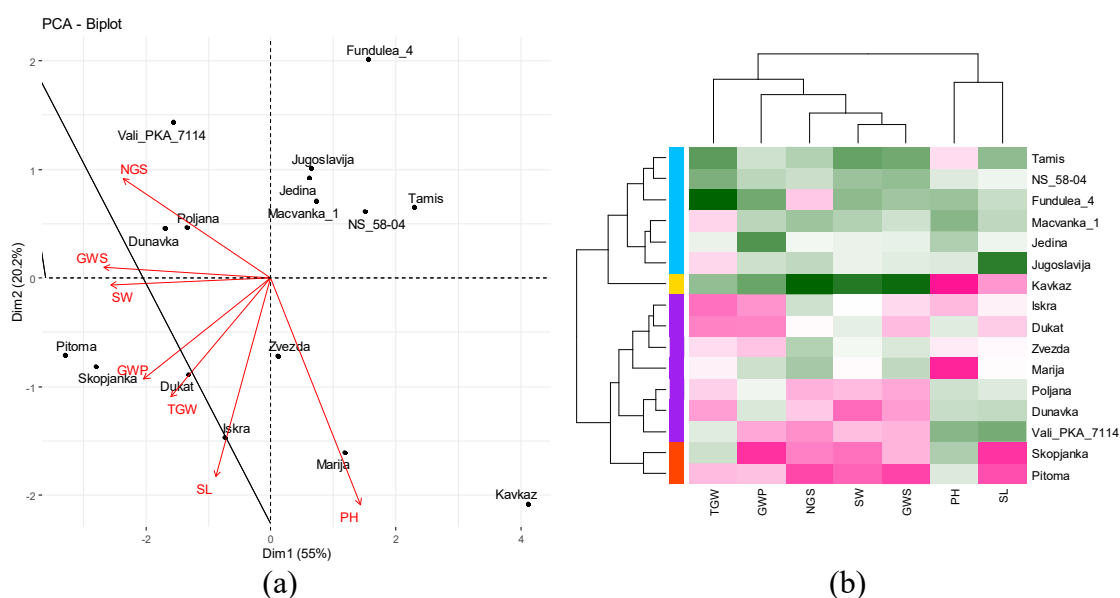 PCA - Biplot
Fundulea_4
2
Vali_PKA_7114
NGS
Jugoslavija
1
Jedina
Macvanka_1
Tamis
NS_58-04
Poljana
Dunavka
GWS
0
SW
Dim2 (20.2%)
Pitoma
Skopjanka
GWP
Dukat
TGW
Zvezda
-1
Iskra
Marija
SL
PH
Kavkaz
-2
-2
0
2
4
Dim1 (55%)
(a)
Tamis
NS_58-04
Fundulea_4
Macvanka_1
Jedina
Jugoslavija
Kavkaz
Iskra
Dukat
Zvezda
Marija
Poljana
Dunavka
Vali_PKA_7114
Skopjanka
Pitoma
TGW
GWP
NGS
SW
GWS
PH
SL
(b)